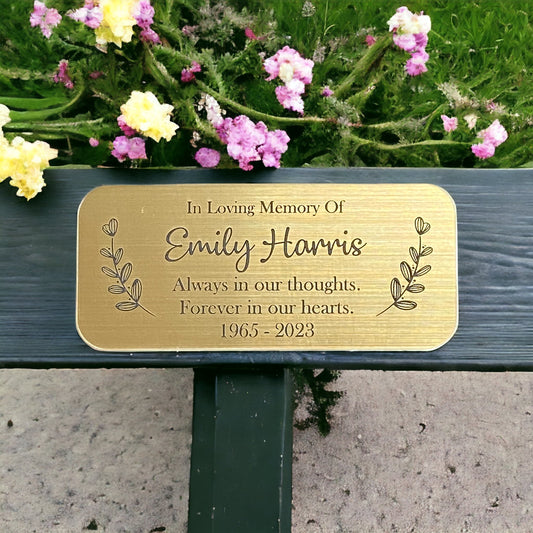 In Loving Memory Of
Emily Harris
Always in our thoughts.
Forever in our hearts.
1965 - 2023